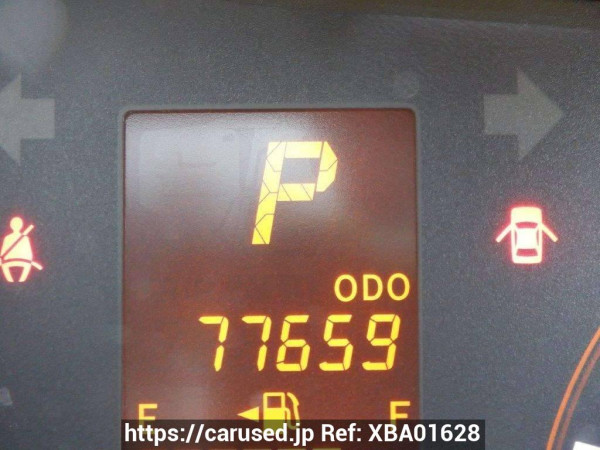 P
ODO
77659
E F
https://carused.jp Ref: XBA01628